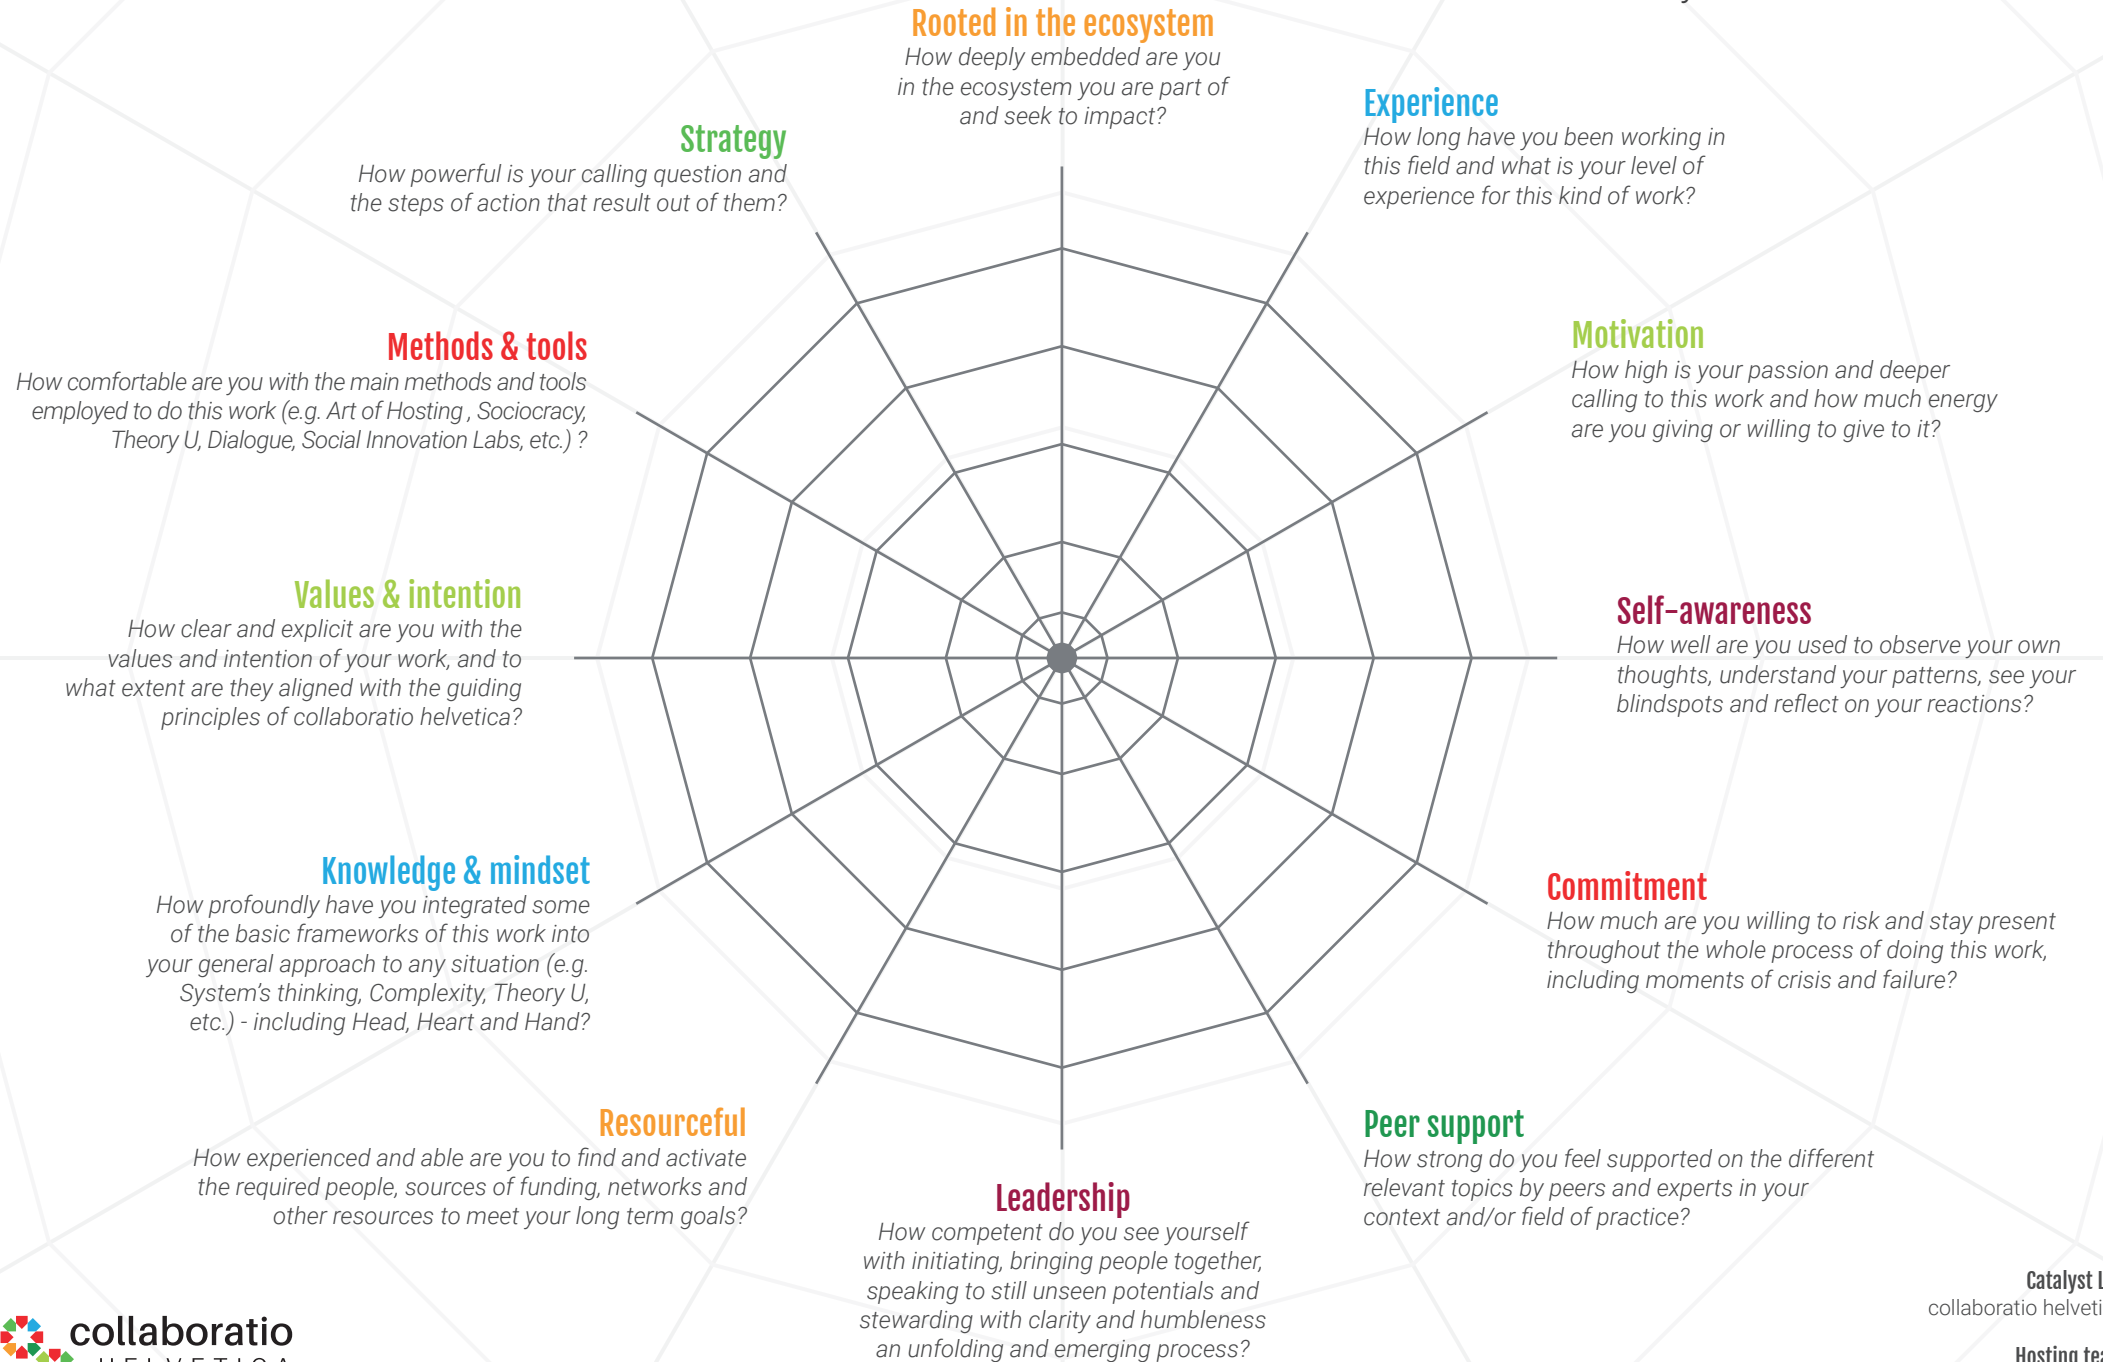 Rooted in the ecosystem
How deeply embedded are you
in the ecosystem you are part of
and seek to impact?
Experience
How long have you been working in
this field and what is your level of
experience for this kind of work?
Motivation
How high is your passion and deeper
calling to this work and how much energy
are you giving or willing to give to it?
Self-awareness
How well are you used to observe your own
thoughts, understand your patterns, see your
blindspots and reflect on your reactions?
Commitment
How much are you willing to risk and stay present
throughout the whole process of doing this work,
including moments of crisis and failure?
Peer support
How strong do you feel supported on the different
relevant topics by peers and experts in your
context and/or field of practice?
Leadership
How competent do you see yourself
with initiating, bringing people together,
speaking to still unseen potentials and
stewarding with clarity and humbleness
an unfolding and emerging process?
Resourceful
How experienced and able are you to find and activate
the required people, sources of funding, networks and
other resources to meet your long term goals?
Knowledge & mindset
How profoundly have you integrated some
of the basic frameworks of this work into
your general approach to any situation (e.g.
System's thinking, Complexity, Theory U,
etc.) - including Head, Heart and Hand?
Values & intention
How clear and explicit are you with the
values and intention of your work, and to
what extent are they aligned with the guiding
principles of collaboratio helvetica?
Methods & tools
How comfortable are you with the main methods and tools
employed to do this work (e.g. Art of Hosting , Sociocracy,
Theory U, Dialogue, Social Innovation Labs, etc.) ?
Strategy
How powerful is your calling question and
the steps of action that result out of them?
collaboratio
HELVETICA
Catalyst L
collaboratio helveti
Hosting tea